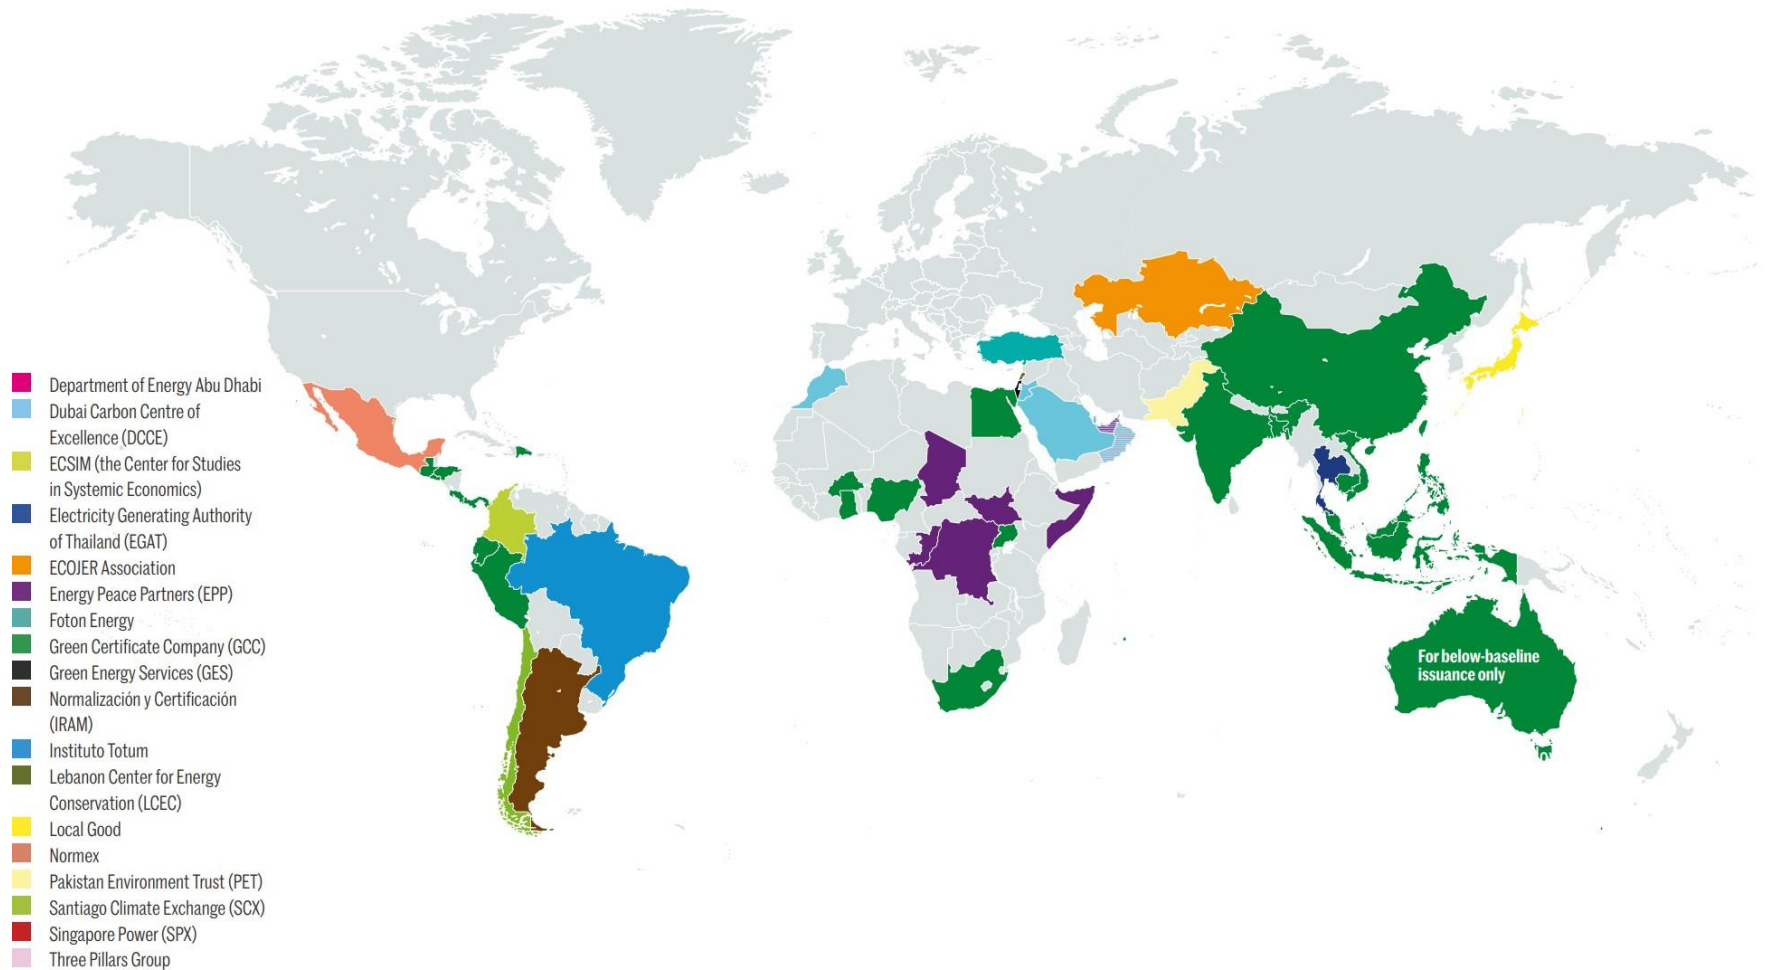 Department of Energy Abu Dhabi
Dubai Carbon Centre of
Excellence (DCCE)
ECSIM (the Center for Studies
in Systemic Economics)
Electricity Generating Authority
of Thailand (EGAT)
ECOJER Association
Energy Peace Partners (EPP)
Foton Energy
Green Certificate Company (GCC)
Green Energy Services (GES)
Normalización y Certificación
(IRAM)
Instituto Totum
Lebanon Center for Energy
Conservation (LCEC)
Local Good
Normex
Pakistan Environment Trust (PET)
Santiago Climate Exchange (SCX)
Singapore Power (SPX)
Three Pillars Group
For below-baseline
issuance only